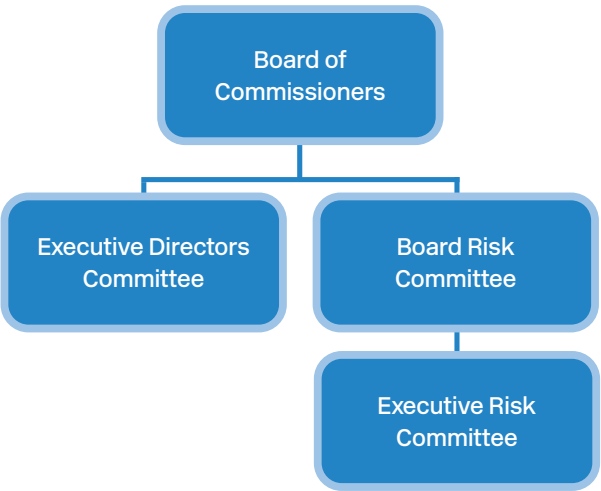 Board of
Commissioners
Executive Directors
Committee
Board Risk
Committee
Executive Risk
Committee